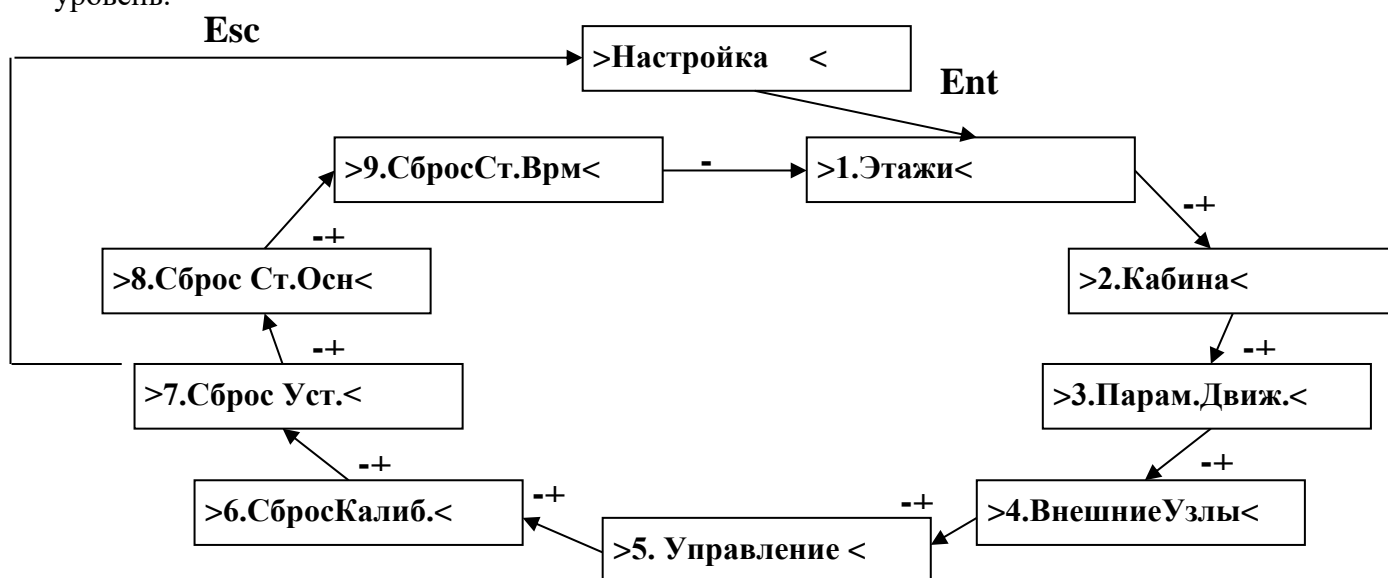 уровень.
Esc
>Настройка <
Ent
>9.СбросСт.Врм<
-
>1.Этажи<
-+
-+
>8.Сброс Ст.Осн<
>2.Кабина<
-+
-+
>7.Сброс Уст.<
>3.Парам.Движ.<
-+
-+
>6.СбросКалиб.<
-+
-+
>4.ВнешниеУзлы<
>5. Управление <